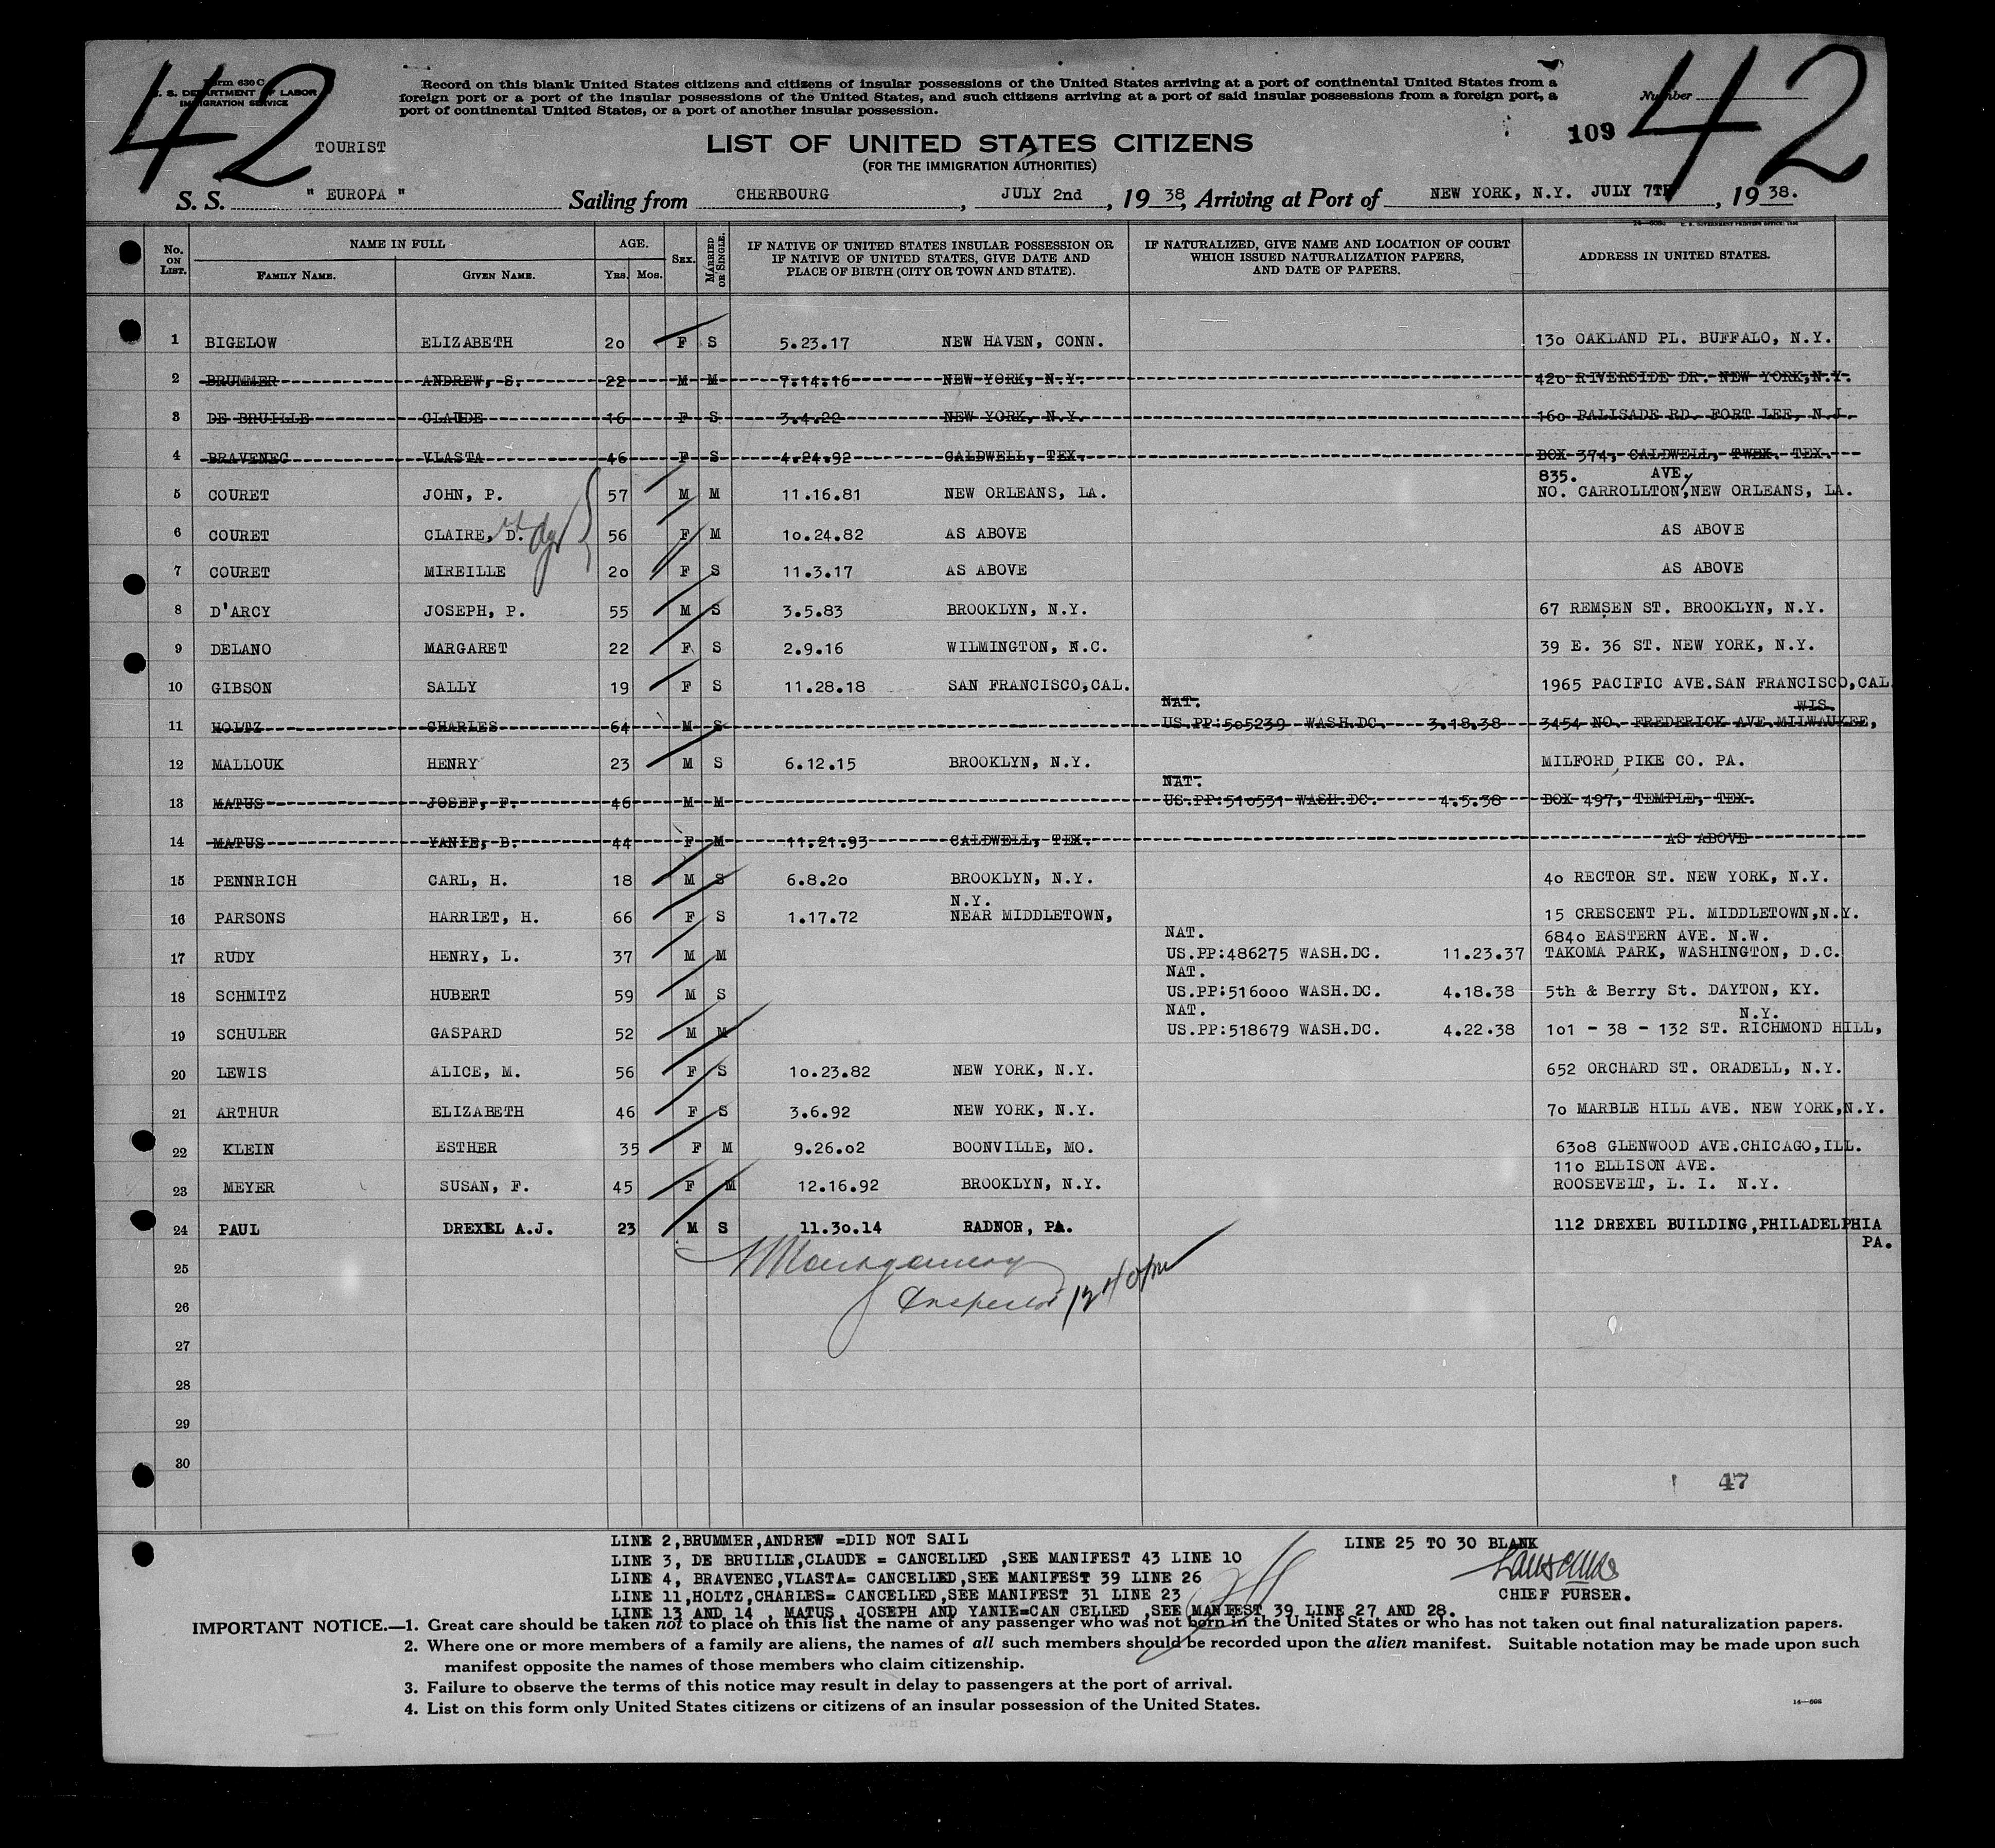 42
42
Form 630 C
U. S. DEPARTMENT OF LABOR
IMMIGRATION SERVICE
Record on this blank United States citizens and citizens of insular possessions of the United States arriving at a port of continental United States from a
foreign port or a port of the insular possessions of the United States, and such citizens arriving at a port of said insular possessions from a foreign port, a
port of continental United States, or a port of another insular possession.
Number
109
TOURIST
LIST OF UNITED STATES CITIZENS
(FOR THE IMMIGRATION AUTHORITIES)
S. S. " EUROPA " Sailing from CHERBOURG, JULY 2nd, 19 38, Arriving at Port of NEW YORK, N.Y. JULY 7TH, 19 38.
No. ON LIST. NAME IN FULL FAMILY NAME. GIVEN NAME. AGE. YRS. MOS. SEX. MARRIED OR SINGLE. IF NATIVE OF UNITED STATES INSULAR POSSESSION OR IF NATIVE OF UNITED STATES, GIVE DATE AND PLACE OF BIRTH (CITY OR TOWN AND STATE). IF NATURALIZED, GIVE NAME AND LOCATION OF COURT WHICH ISSUED NATURALIZATION PAPERS, AND DATE OF PAPERS. ADDRESS IN UNITED STATES.
1 BIGELOW ELIZABETH 20 F S 5.23.17 NEW HAVEN, CONN. 130 OAKLAND PL. BUFFALO, N.Y.
2 BRUMMER ANDREW, S. 22 M M 7.14.16 NEW YORK, N.Y. 420 RIVERSIDE DR. NEW YORK,N.Y.
3 DE BRUILLE CLAUDE 16 F S 3.4.22 NEW YORK, N.Y. 160 PALISADE RD. FORT LEE, N.J.
4 BRAVENEC VLASTA 46 F S 4.24.92 CALDWELL, TEX. BOX 374, CALDWELL, TWEX. TEX.
835. AVE,
5 COURET JOHN, P. 57 M M 11.16.81 NEW ORLEANS, LA. NO. CARROLLTON,NEW ORLEANS, LA.
6 COURET CLAIRE, D. 56 F M 10.24.82 AS ABOVE AS ABOVE
7 COURET MIREILLE 20 F S 11.3.17 AS ABOVE AS ABOVE
8 D'ARCY JOSEPH, P. 55 M S 3.5.83 BROOKLYN, N.Y. 67 REMSEN ST. BROOKLYN, N.Y.
9 DELANO MARGARET 22 F S 2.9.16 WILMINGTON, N.C. 39 E. 36 ST. NEW YORK, N.Y.
10 GIBSON SALLY 19 F S 11.28.18 SAN FRANCISCO,CAL. 1965 PACIFIC AVE.SAN FRANCISCO,CAL
NAT. WIS.
11 HOLTZ CHARLES 64 M S US.PP:505239 WASH.DC. 3.18.38 3454 NO. FREDERICK AVE.MILWAUKEE,
12 MALLOUK HENRY 23 M S 6.12.15 BROOKLYN, N.Y. MILFORD,PIKE CO. PA.
NAT.
13 MATUS JOSEF, F. 46 M M US.PP:510531 WASH.DC. 4.5.38 BOX 497, TEMPLE, TEX.
14 MATUS YANIE, B. 44 F M 11.21.93 CALDWELL, TEX. AS ABOVE
15 PENNRICH CARL, H. 18 M S 6.8.20 BROOKLYN, N.Y. 40 RECTOR ST. NEW YORK, N.Y.
N.Y.
16 PARSONS HARRIET, H. 66 F S 1.17.72 NEAR MIDDLETOWN, 15 CRESCENT PL. MIDDLETOWN,N.Y.
NAT. 6840 EASTERN AVE. N.W.
17 RUDY HENRY, L. 37 M M US.PP:486275 WASH.DC. 11.23.37 TAKOMA PARK, WASHINGTON, D.C.
NAT.
18 SCHMITZ HUBERT 59 M S US.PP:516000 WASH.DC. 4.18.38 5th & Berry St. DAYTON, KY.
NAT. N.Y.
19 SCHULER GASPARD 52 M M US.PP:518679 WASH.DC. 4.22.38 101 - 38 - 132 ST. RICHMOND HILL,
20 LEWIS ALICE, M. 56 F S 10.23.82 NEW YORK, N.Y. 652 ORCHARD ST. ORADELL, N.Y.
21 ARTHUR ELIZABETH 46 F S 3.6.92 NEW YORK, N.Y. 70 MARBLE HILL AVE. NEW YORK,N.Y.
22 KLEIN ESTHER 35 F M 9.26.02 BOONVILLE, MO. 6308 GLENWOOD AVE.CHICAGO,ILL.
110 ELLISON AVE.
23 MEYER SUSAN, F. 45 F M 12.16.92 BROOKLYN, N.Y. ROOSEVELT, L. I. N.Y.
24 PAUL DREXEL A.J. 23 M S 11.30.14 RADNOR, PA. 112 DREXEL BUILDING,PHILADELPHIA
PA.
25 Montgomery
26 Inspector
27
28
29
30
47
LINE 2,BRUMMER,ANDREW =DID NOT SAIL LINE 25 TO 30 BLANK
LINE 3, DE BRUILLE,CLAUDE = CANCELLED ,SEE MANIFEST 43 LINE 10
LINE 4, BRAVENEC,VLASTA= CANCELLED,SEE MANIFEST 39 LINE 26
LINE 11,HOLTZ,CHARLES= CANCELLED,SEE MANIFEST 31 LINE 23 CHIEF PURSER.
LINE 13 AND 14 , MATUS, JOSEPH AND YANIE=CAN CELLED ,SEE MANIFEST 39 LINE 27 AND 28.
IMPORTANT NOTICE.—1. Great care should be taken not to place on this list the name of any passenger who was not born in the United States or who has not taken out final naturalization papers.
2. Where one or more members of a family are aliens, the names of all such members should be recorded upon the alien manifest. Suitable notation may be made upon such
manifest opposite the names of those members who claim citizenship.
3. Failure to observe the terms of this notice may result in delay to passengers at the port of arrival.
4. List on this form only United States citizens or citizens of an insular possession of the United States.